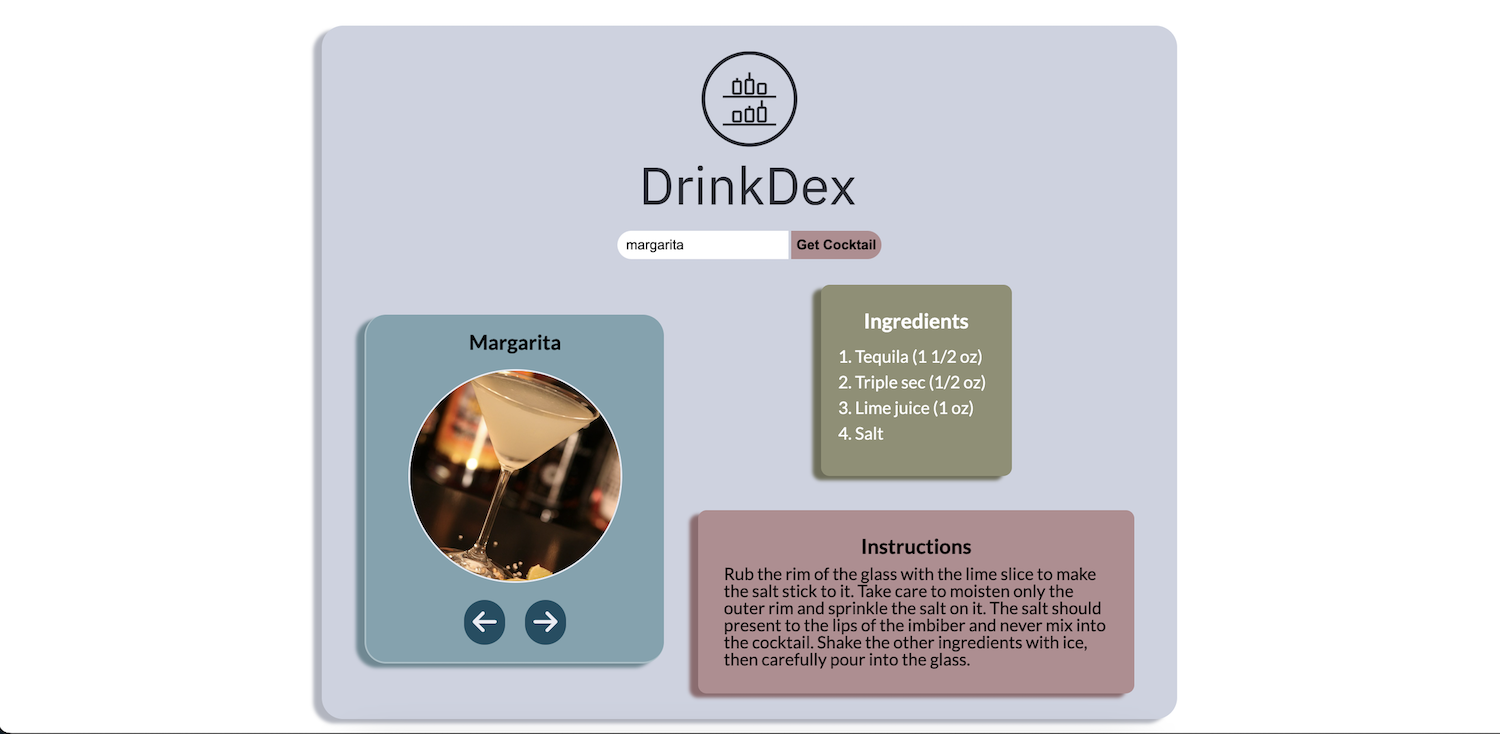 DrinkDex
margarita
Get Cocktail
Margarita
Ingredients
1. Tequila (1 1/2 oz)
2. Triple sec (1/2 oz)
3. Lime juice (1 oz)
4. Salt
Instructions
Rub the rim of the glass with the lime slice to make
the salt stick to it. Take care to moisten only the
outer rim and sprinkle the salt on it. The salt should
present to the lips of the imbiber and never mix into
the cocktail. Shake the other ingredients with ice,
then carefully pour into the glass.